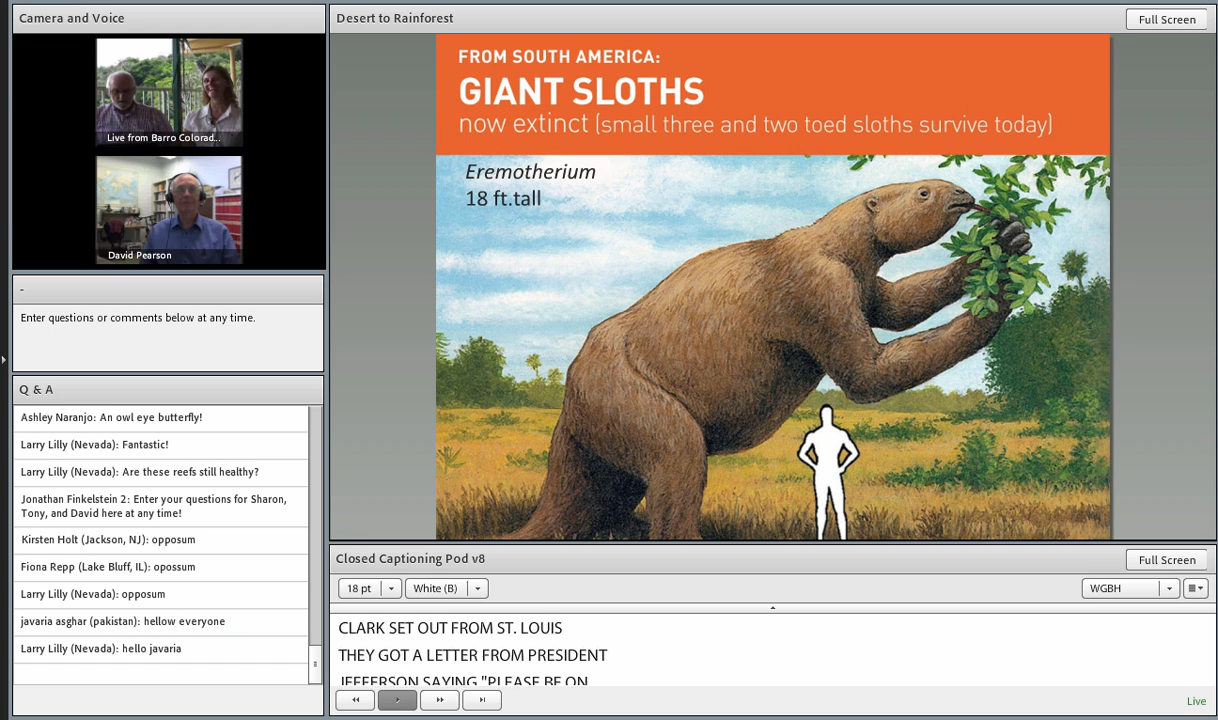 Camera and Voice
Live from Barro Colorad...
David Pearson
-
Enter questions or comments below at any time.
Q & A
Ashley Naranjo: An owl eye butterfly!
Larry Lilly (Nevada): Fantastic!
Larry Lilly (Nevada): Are these reefs still healthy?
Jonathan Finkelstein 2: Enter your questions for Sharon,
Tony, and David here at any time!
Kirsten Holt (Jackson, NJ): opposum
Fiona Repp (Lake Bluff, IL): opossum
Larry Lilly (Nevada): opposum
javaria asghar (pakistan): hellow everyone
Larry Lilly (Nevada): hello javaria
Desert to Rainforest
Full Screen
FROM SOUTH AMERICA:
GIANT SLOTHS
now extinct (small three and two toed sloths survive today)
Eremotherium
18 ft.tall
Closed Captioning Pod v8
Full Screen
18 pt
White (B)
WGBH
CLARK SET OUT FROM ST. LOUIS
THEY GOT A LETTER FROM PRESIDENT
JEFFERSON SAYING "PLEASE BE ON
Live